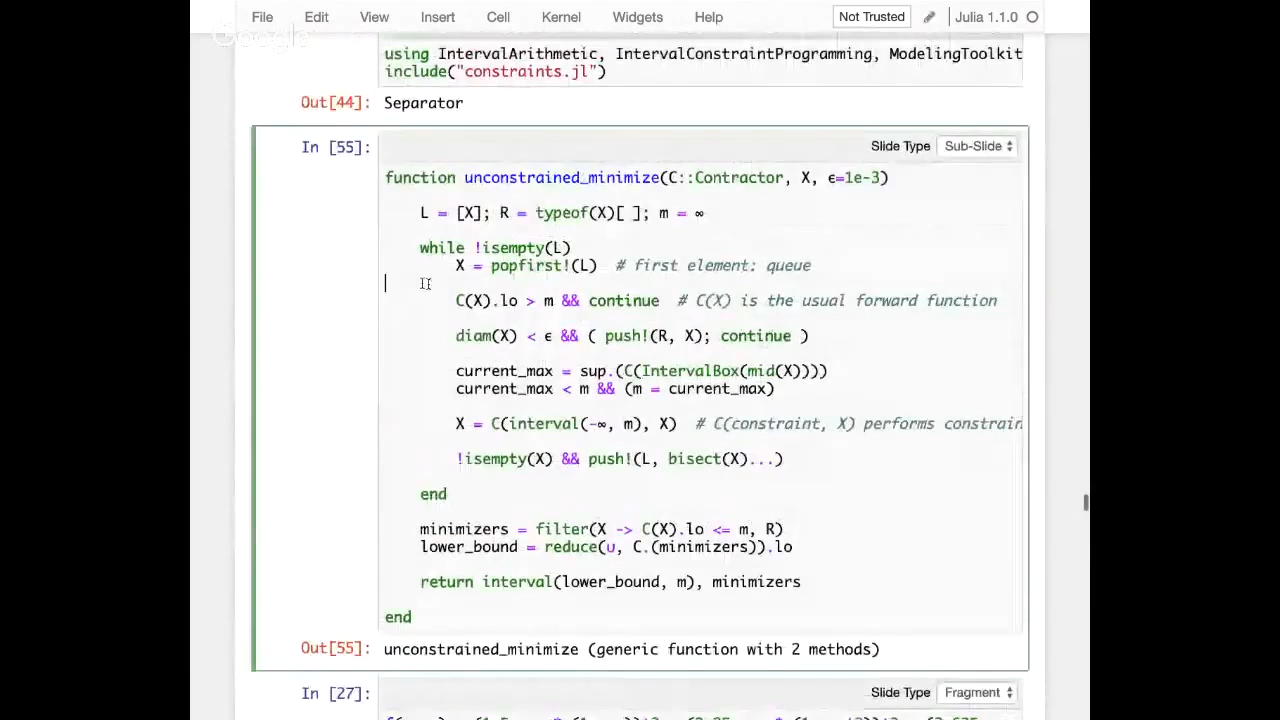 File Edit View Insert Cell Kernel Widgets Help Not Trusted Julia 1.1.0
Google
using IntervalArithmetic, IntervalConstraintProgramming, ModelingToolkit
include("constraints.jl")
Out[44]: Separator
Slide Type Sub-Slide
In [55]:
function unconstrained_minimize(C::Contractor, X, ϵ=1e-3)
L = [X]; R = typeof(X)[ ]; m = ∞
while !isempty(L)
X = popfirst!(L) # first element: queue
C(X).lo > m && continue # C(X) is the usual forward function
diam(X) < ϵ && ( push!(R, X); continue )
current_max = sup.(C(IntervalBox(mid(X))))
current_max < m && (m = current_max)
X = C(interval(-∞, m), X) # C(constraint, X) performs constrain
!isempty(X) && push!(L, bisect(X)...)
end
minimizers = filter(X -> C(X).lo <= m, R)
lower_bound = reduce(∪, C.(minimizers)).lo
return interval(lower_bound, m), minimizers
end
Out[55]: unconstrained_minimize (generic function with 2 methods)
In [27]: Slide Type Fragment